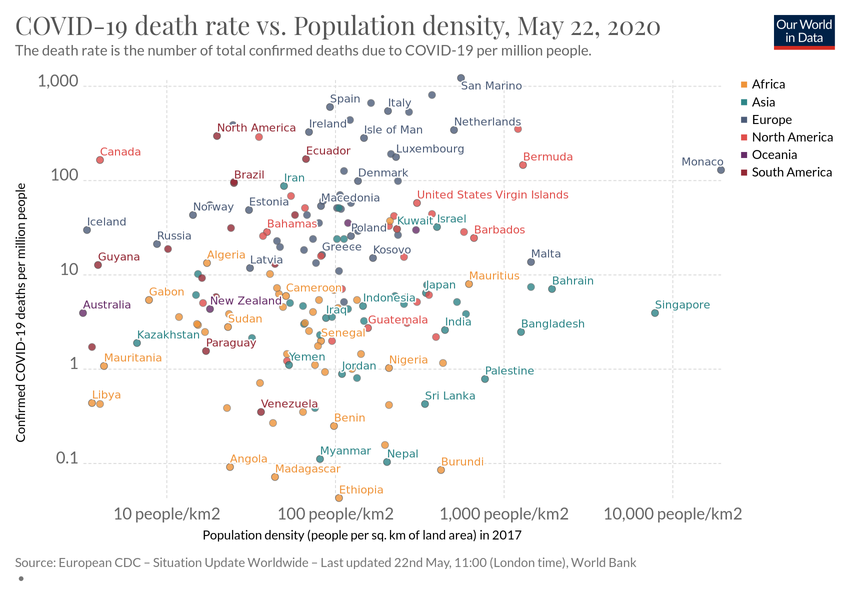 COVID-19 death rate vs. Population density, May 22, 2020
The death rate is the number of total confirmed deaths due to COVID-19 per million people.
Our World
in Data
Confirmed COVID-19 deaths per million people
1,000
100
10
1
0.1
San Marino
Spain
Italy
North America
Ireland
Isle of Man
Netherlands
Canada
Ecuador
Luxembourg
Bermuda
Monaco
Brazil
Iran
Denmark
Norway
Estonia
Macedonia
United States Virgin Islands
Iceland
Russia
Bahamas
Poland
Kuwait
Israel
Barbados
Guyana
Algeria
Latvia
Greece
Kosovo
Malta
Gabon
Cameroon
Japan
Mauritius
Bahrain
Australia
New Zealand
Iraq
Indonesia
Singapore
Kazakhstan
Sudan
Senegal
Guatemala
India
Bangladesh
Mauritania
Paraguay
Yemen
Jordan
Nigeria
Palestine
Libya
Venezuela
Benin
Sri Lanka
Angola
Madagascar
Myanmar
Nepal
Burundi
Ethiopia
Africa
Asia
Europe
North America
Oceania
South America
10 people/km2
100 people/km2
1,000 people/km2
10,000 people/km2
Population density (people per sq. km of land area) in 2017
Source: European CDC – Situation Update Worldwide – Last updated 22nd May, 11:00 (London time), World Bank